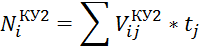 N_i^{КУ2} = ∑ V_{ij}^{КУ2} * t_j